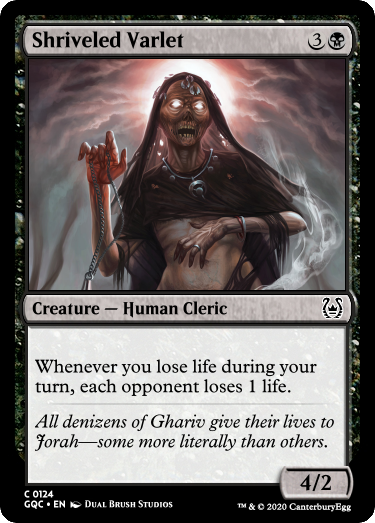 Shriveled Varlet 3
Creature — Human Cleric
Whenever you lose life during your
turn, each opponent loses 1 life.
All denizens of Ghariv give their lives to
Jorah—some more literally than others.
4/2
C 0124
GQC • EN Dual Brush Studios
™ & © 2020 CanterburyEgg